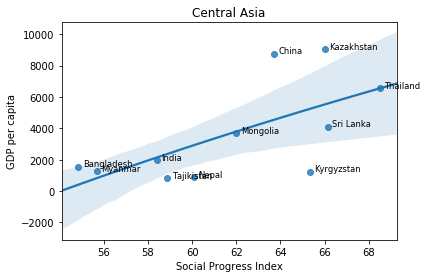 Central Asia
GDP per capita
10000
8000
6000
4000
2000
0
−2000
China
Kazakhstan
Thailand
Sri Lanka
Mongolia
India
Bangladesh
Myanmar
Tajikistan
Nepal
Kyrgyzstan
56 58 60 62 64 66 68
Social Progress Index